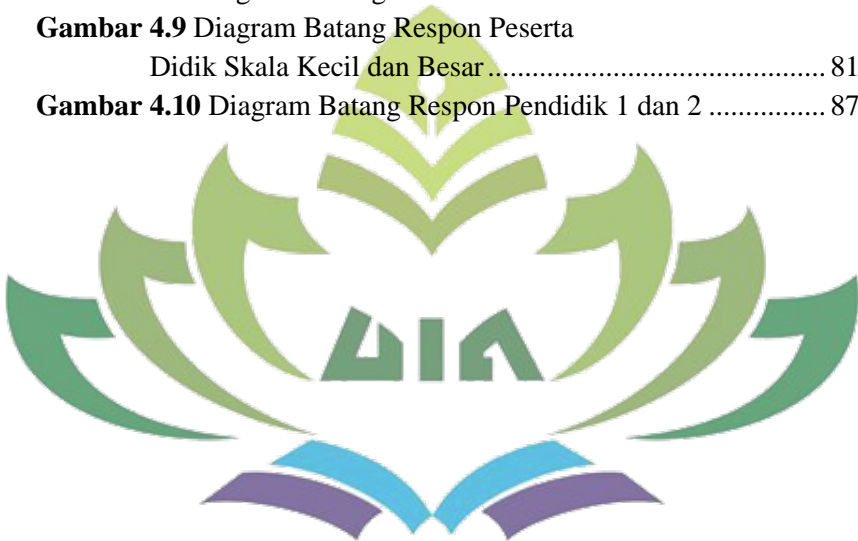 Gambar 4.9 Diagram Batang Respon Peserta
Didik Skala Kecil dan Besar ............................................. 81
Gambar 4.10 Diagram Batang Respon Pendidik 1 dan 2 ................ 87
UIN